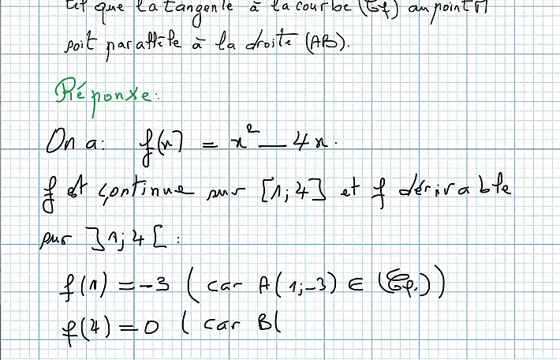 tel que la tangente à la courbe (𝒞f) au point M
soit parallèle à la droite (AB).
Réponse:
On a: f(x) = x² - 4x.
f est continue sur [1;4] et f dérivable
sur ]1;4[ :
f(1) = -3 ( car A(1;-3) ∈ (𝒞f))
f(4) = 0 ( car B(